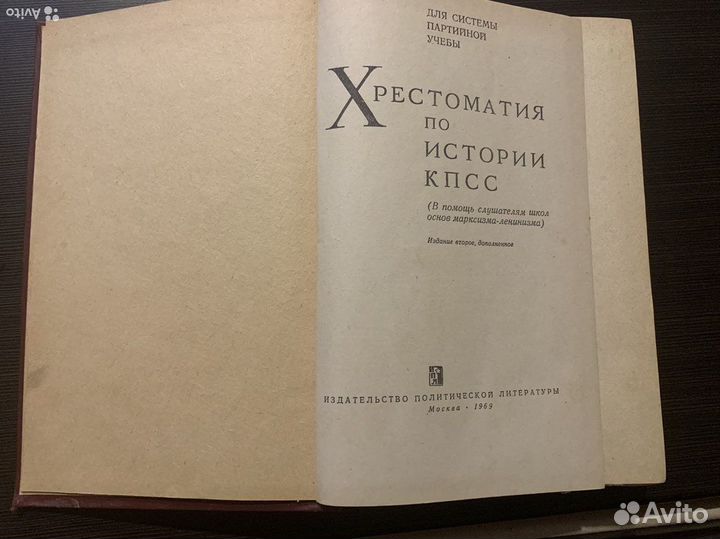 Avito
ДЛЯ СИСТЕМЫ
ПАРТИЙНОЙ
УЧЕБЫ
ХРЕСТОМАТИЯ
ПО
ИСТОРИИ
КПСС
(В помощь слушателям школ
основ марксизма-ленинизма)
Издание второе, дополненное
ИЗДАТЕЛЬСТВО ПОЛИТИЧЕСКОЙ ЛИТЕРАТУРЫ
Москва • 1969
Avito